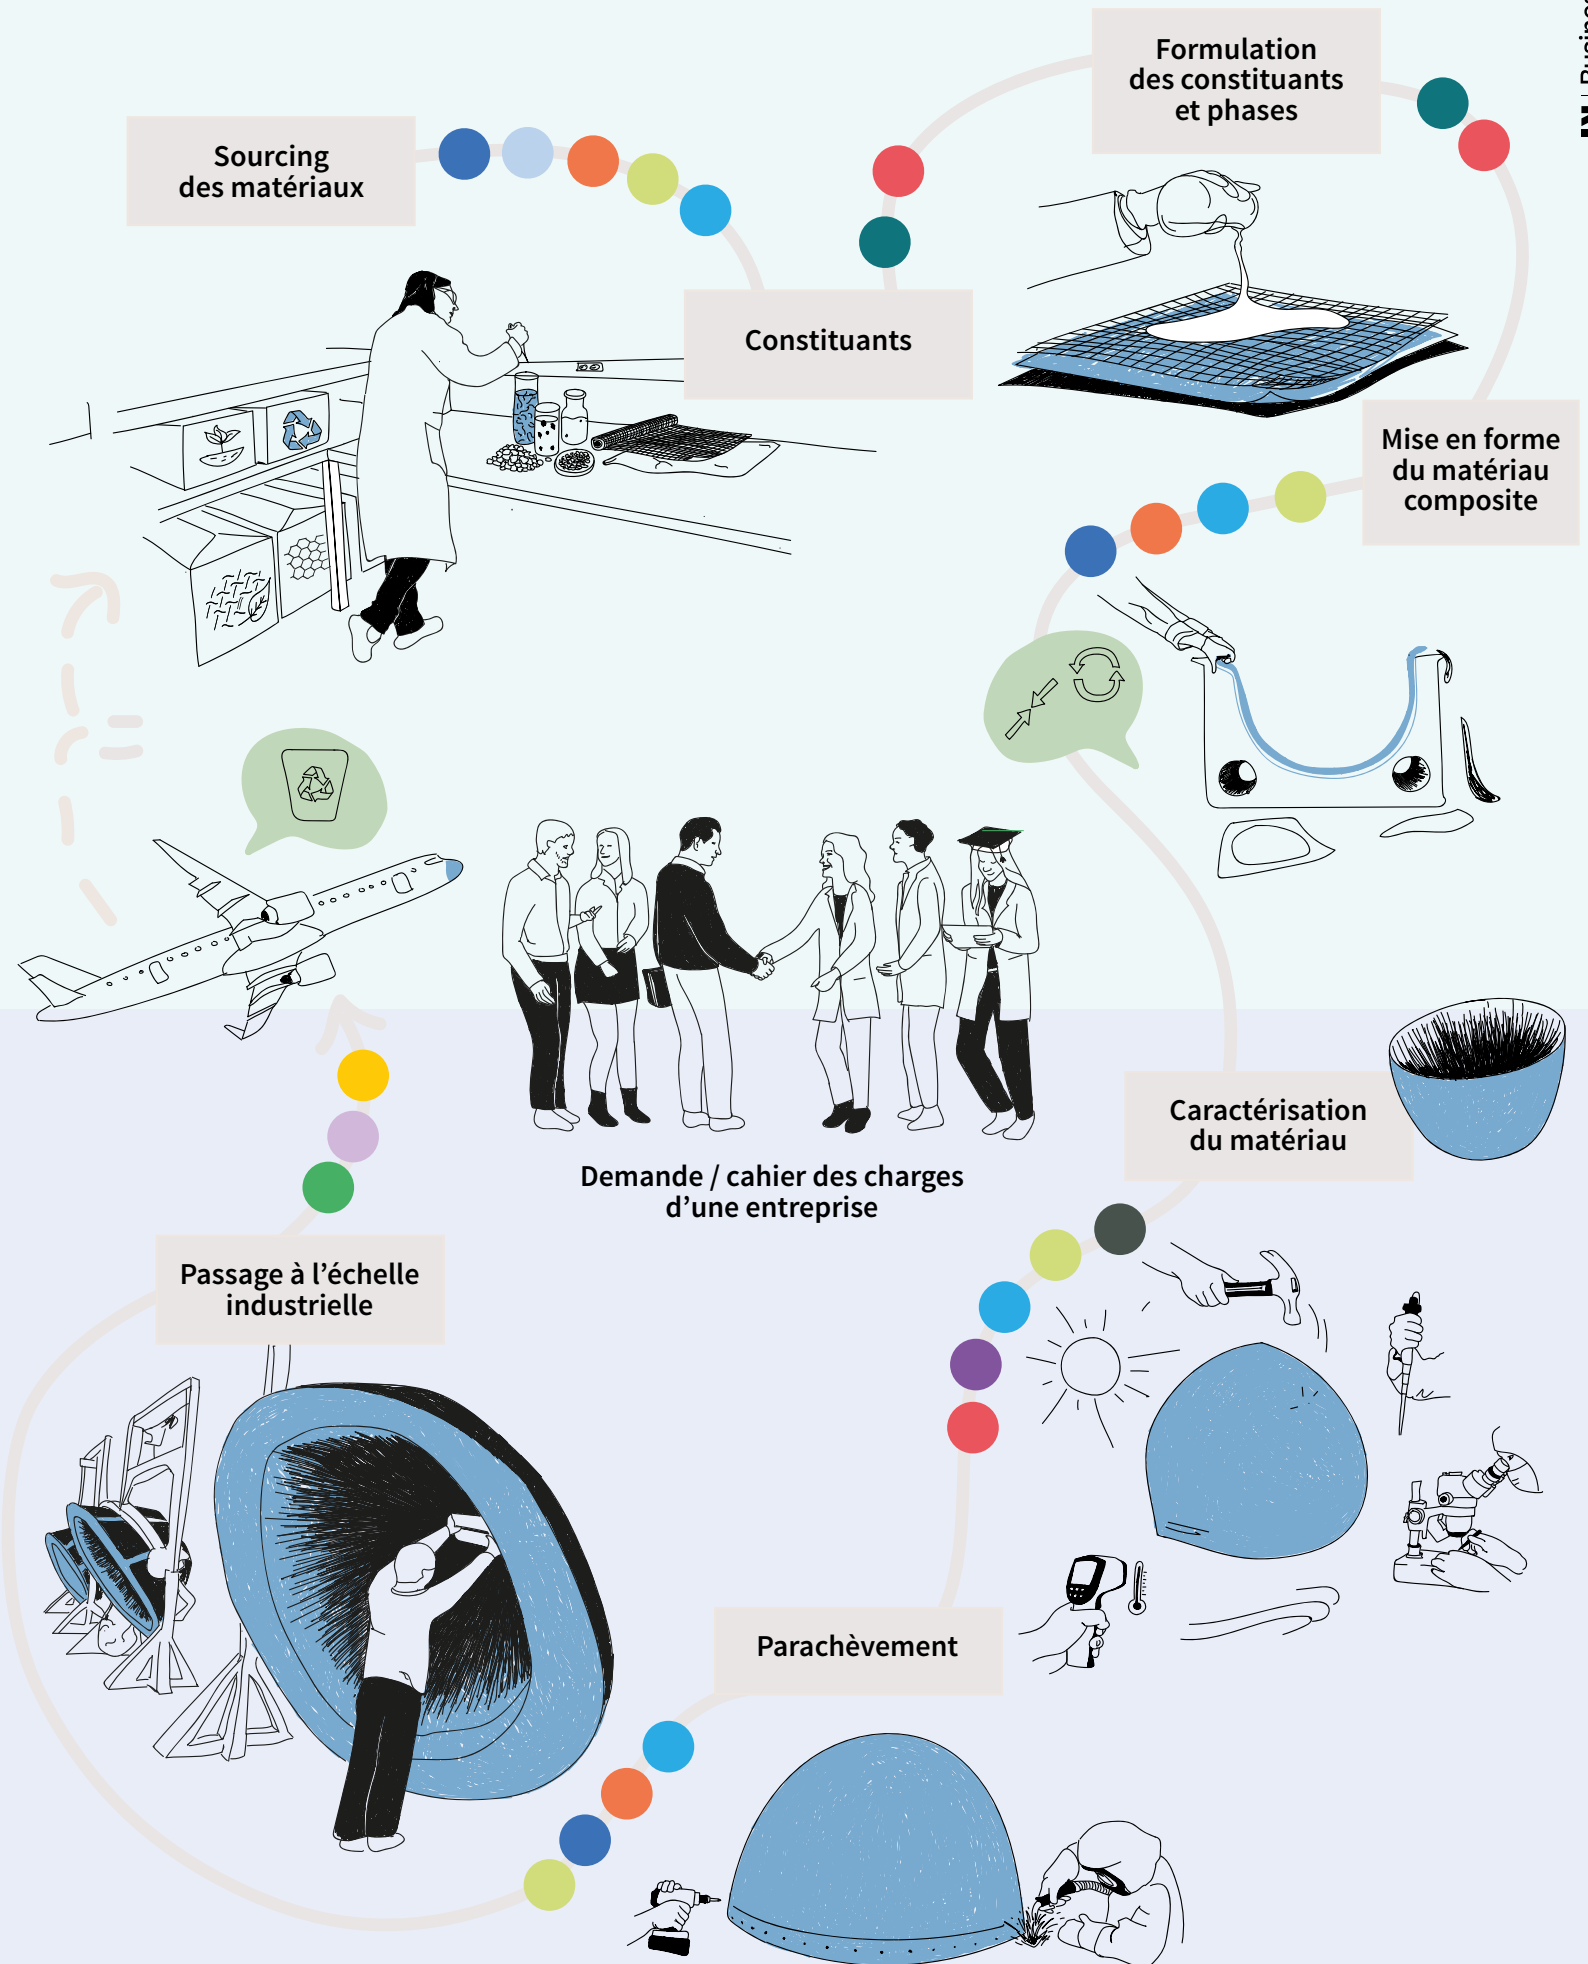 Formulation
des constituants
et phases
Sourcing
des matériaux
Constituants
Mise en forme
du matériau
composite
Caractérisation
du matériau
Demande / cahier des charges
d'une entreprise
Passage à l'échelle
industrielle
Parachèvement